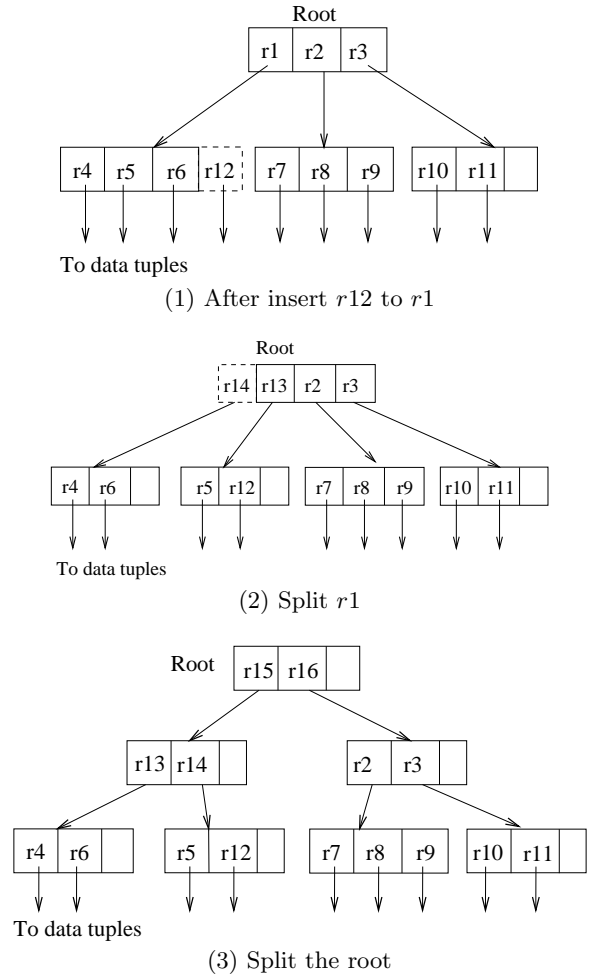 Root
r1 r2 r3
r4 r5 r6 r12 r7 r8 r9 r10 r11
To data tuples
(1) After insert r12 to r1
Root
r14 r13 r2 r3
r4 r6 r5 r12 r7 r8 r9 r10 r11
To data tuples
(2) Split r1
Root r15 r16
r13 r14 r2 r3
r4 r6 r5 r12 r7 r8 r9 r10 r11
To data tuples
(3) Split the root